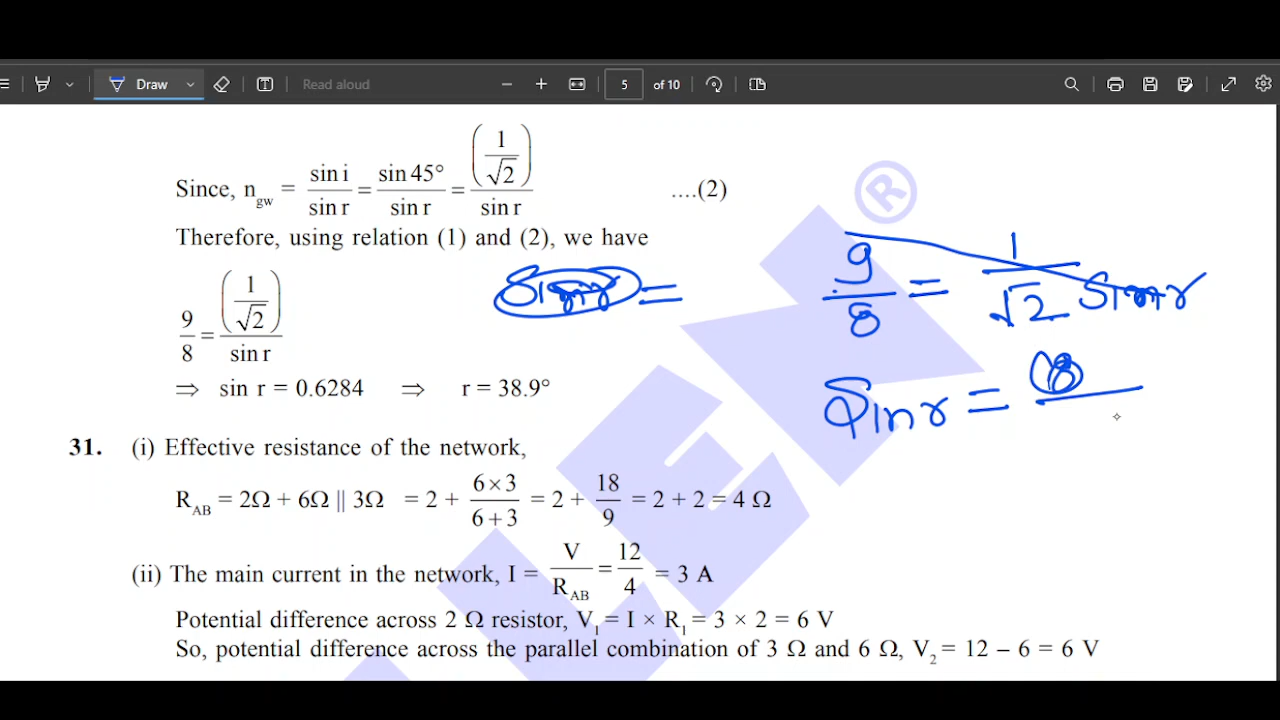 Draw Read aloud 5 of 10
Since, n_gw = sin i / sin r = sin 45° / sin r = (1/√2) / sin r ....(2)
®
Therefore, using relation (1) and (2), we have
9/8 = (1/√2) / sin r
Sin r =
9/8 = 1/√2 Sin r
⇒ sin r = 0.6284 ⇒ r = 38.9°
Sin r = 8
31. (i) Effective resistance of the network,
R_AB = 2Ω + 6Ω || 3Ω = 2 + 6×3 / 6+3 = 2 + 18/9 = 2 + 2 = 4 Ω
(ii) The main current in the network, I = V/R_AB = 12/4 = 3 A
Potential difference across 2 Ω resistor, V_1 = I × R_1 = 3 × 2 = 6 V
So, potential difference across the parallel combination of 3 Ω and 6 Ω, V_2 = 12 – 6 = 6 V